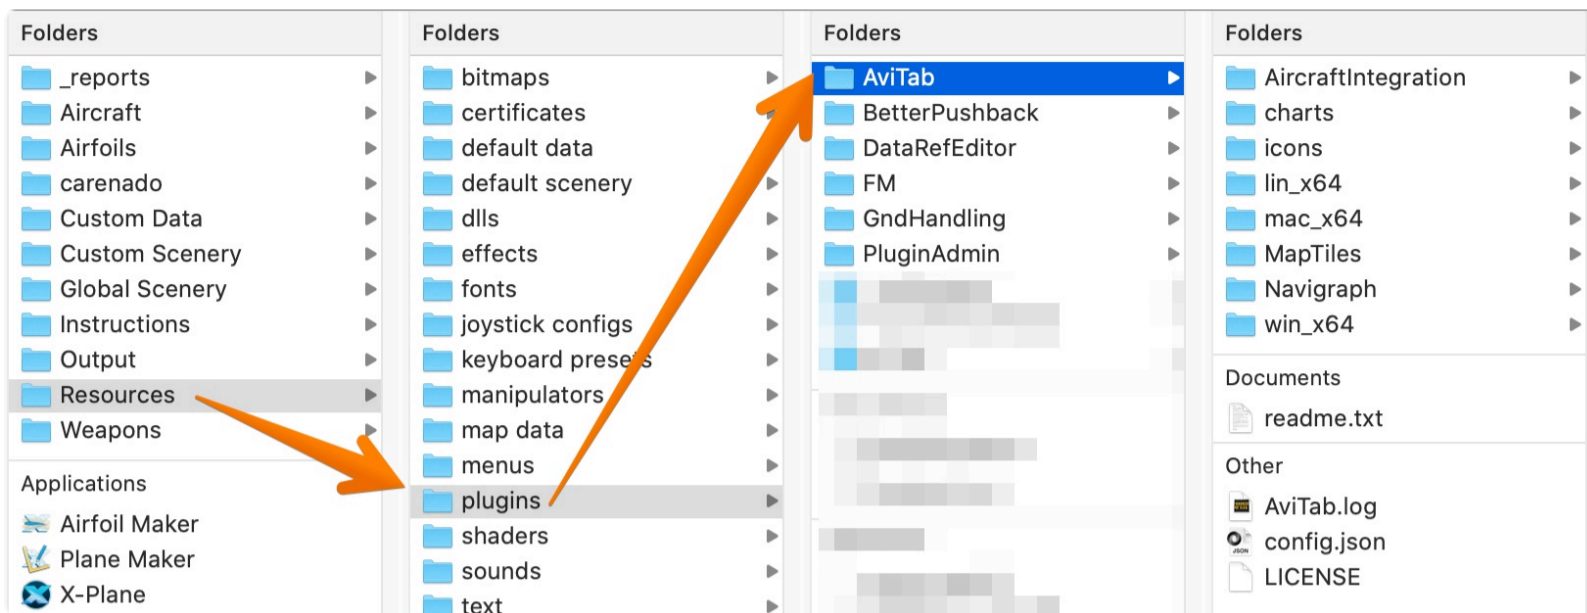 Folders
_reports
Aircraft
Airfoils
carenado
Custom Data
Custom Scenery
Global Scenery
Instructions
Output
Resources
Weapons
Applications
Airfoil Maker
Plane Maker
X-Plane
Folders
bitmaps
certificates
default data
default scenery
dlls
effects
fonts
joystick configs
keyboard presets
manipulators
map data
menus
plugins
shaders
sounds
text
Folders
AviTab
BetterPushback
DataRefEditor
FM
GndHandling
PluginAdmin
Folders
AircraftIntegration
charts
icons
lin_x64
mac_x64
MapTiles
Navigraph
win_x64
Documents
readme.txt
Other
AviTab.log
JSON
config.json
LICENSE